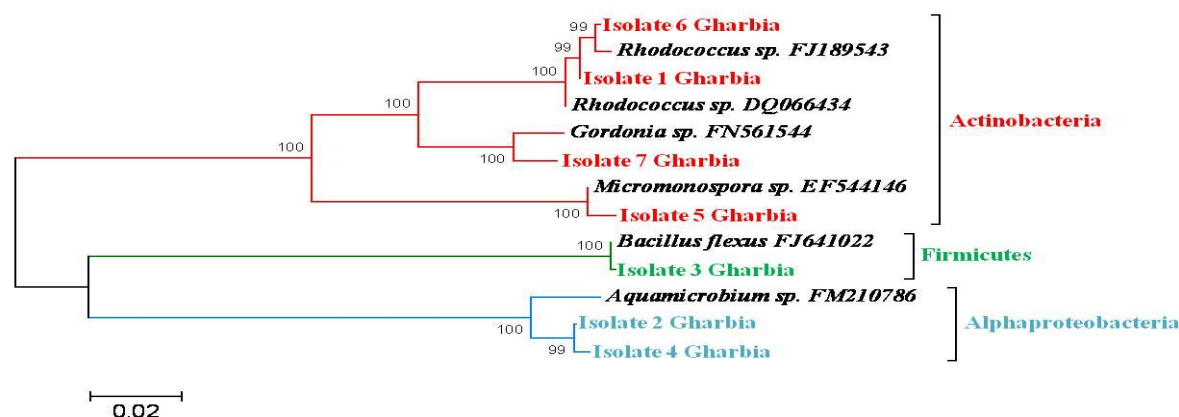 99 Isolate 6 Gharbia
99 Rhodococcus sp. FJ189543
100 Isolate 1 Gharbia
Rhodococcus sp. DQ066434
100 Gordonia sp. FN561544
Actinobacteria
100 100 Isolate 7 Gharbia
Micromonospora sp. EF544146
100 Isolate 5 Gharbia
100 Bacillus flexus FJ641022
Firmicutes
Isolate 3 Gharbia
Aquamicrobium sp. FM210786
100 Isolate 2 Gharbia
Alphaproteobacteria
99 Isolate 4 Gharbia
0.02